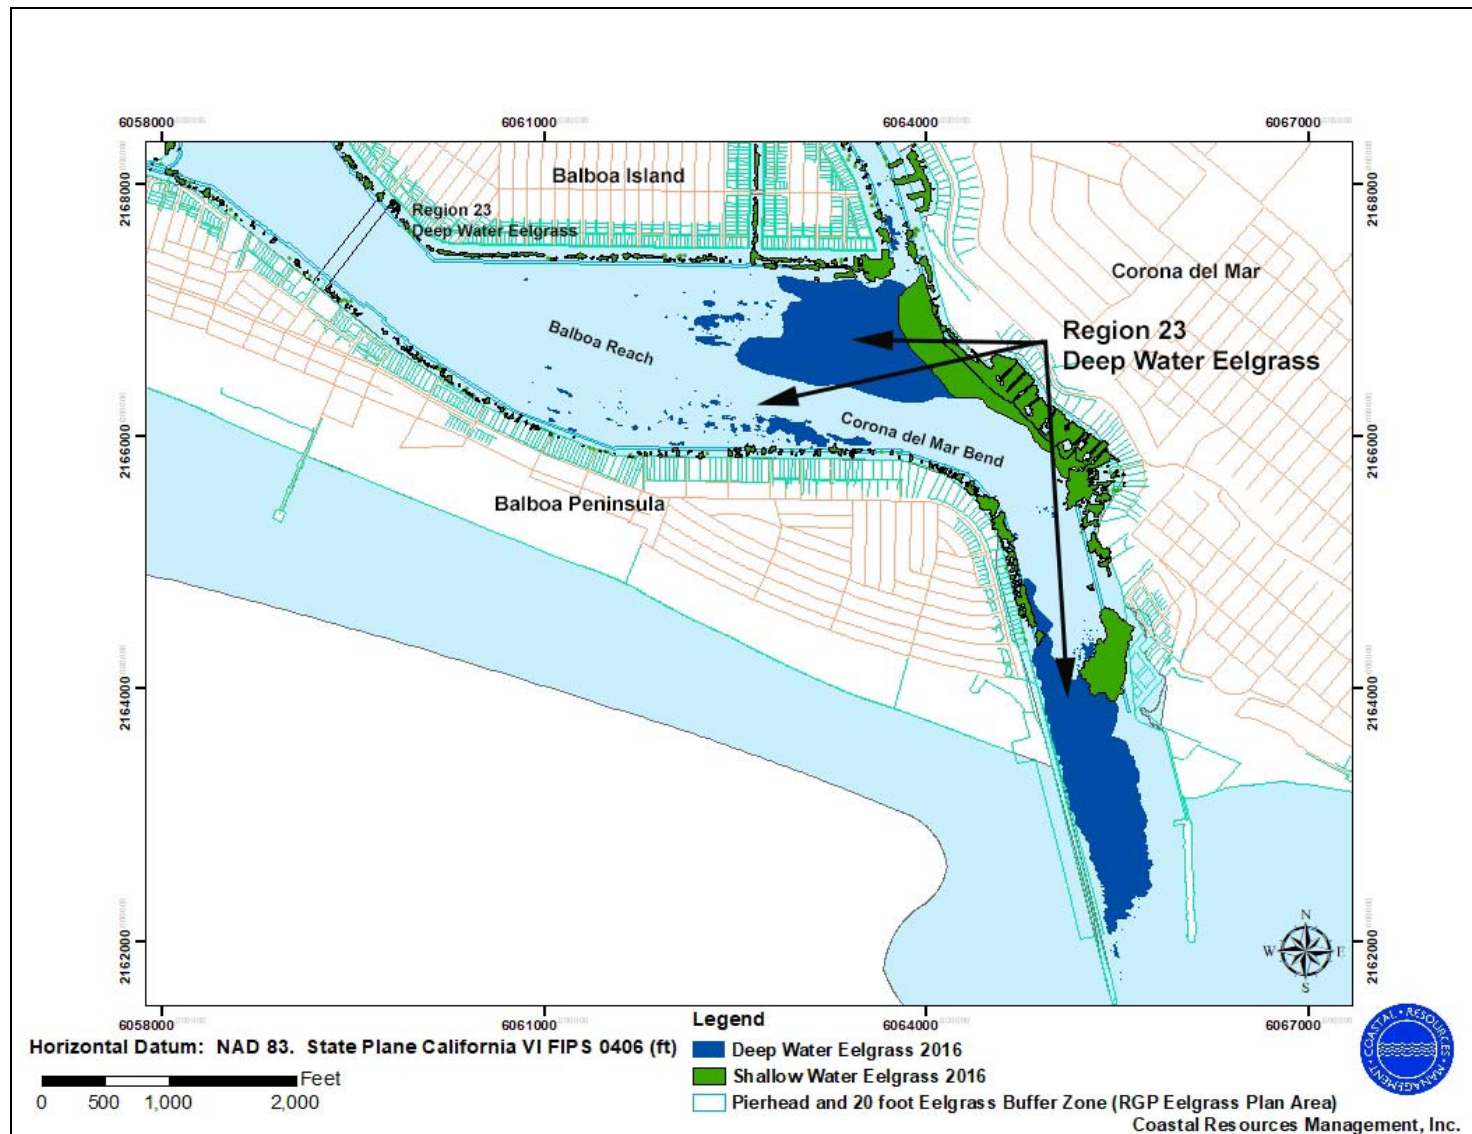 6058000 6061000 6064000 6067000
2168000 2168000
Balboa Island
Region 23
Deep Water Eelgrass
Corona del Mar
Region 23
Deep Water Eelgrass
Balboa Reach
Corona del Mar Bend
2166000 2166000
Balboa Peninsula
2164000 2164000
2162000 2162000
N
W E
S
6058000 6061000 6064000 6067000
Legend
Horizontal Datum: NAD 83. State Plane California VI FIPS 0406 (ft)
Deep Water Eelgrass 2016
Feet
Shallow Water Eelgrass 2016
0 500 1,000 2,000
Pierhead and 20 foot Eelgrass Buffer Zone (RGP Eelgrass Plan Area)
COASTAL • RESOURCES • MANAGEMENT •
Coastal Resources Management, Inc.